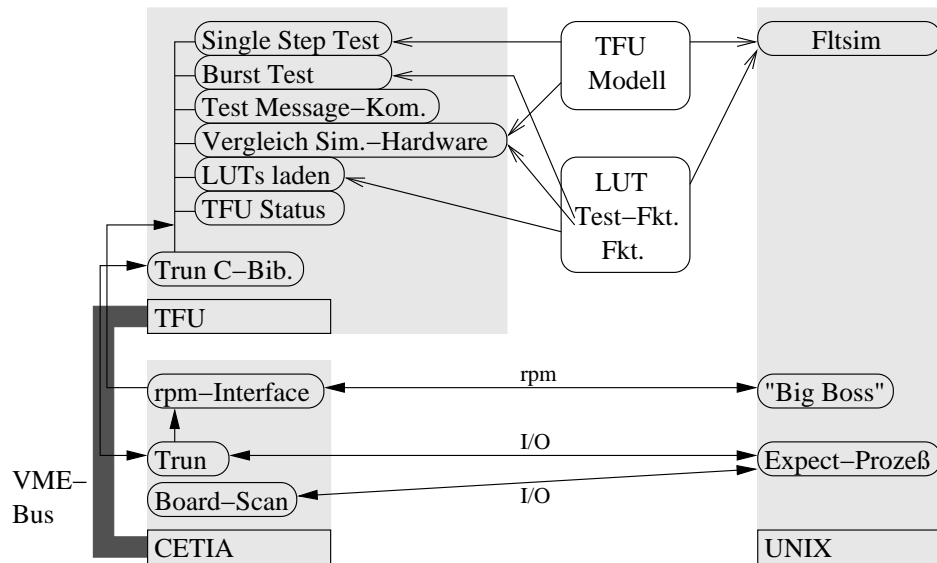 Single Step Test
Burst Test
Test Message–Kom.
Vergleich Sim.–Hardware
LUTs laden
TFU Status
Trun C–Bib.
TFU
TFU
Modell
LUT
Test–Fkt.
Fkt.
Fltsim
rpm–Interface
rpm
"Big Boss"
Trun
I/O
Expect–Prozeß
Board–Scan
I/O
VME–
Bus
CETIA
UNIX